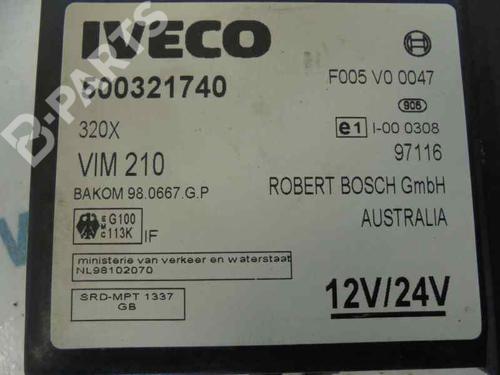 IVECO
500321740
F005 V0 0047
906
320X
e1 I-00 0308
VIM 210
97116
BAKOM 98.0667.G.P
ROBERT BOSCH GmbH
E G100
M
C 113K
IF
AUSTRALIA
ministerie van verkeer en waterstaat
NL98102070
SRD-MPT 1337
GB
12V/24V
B-PARTS